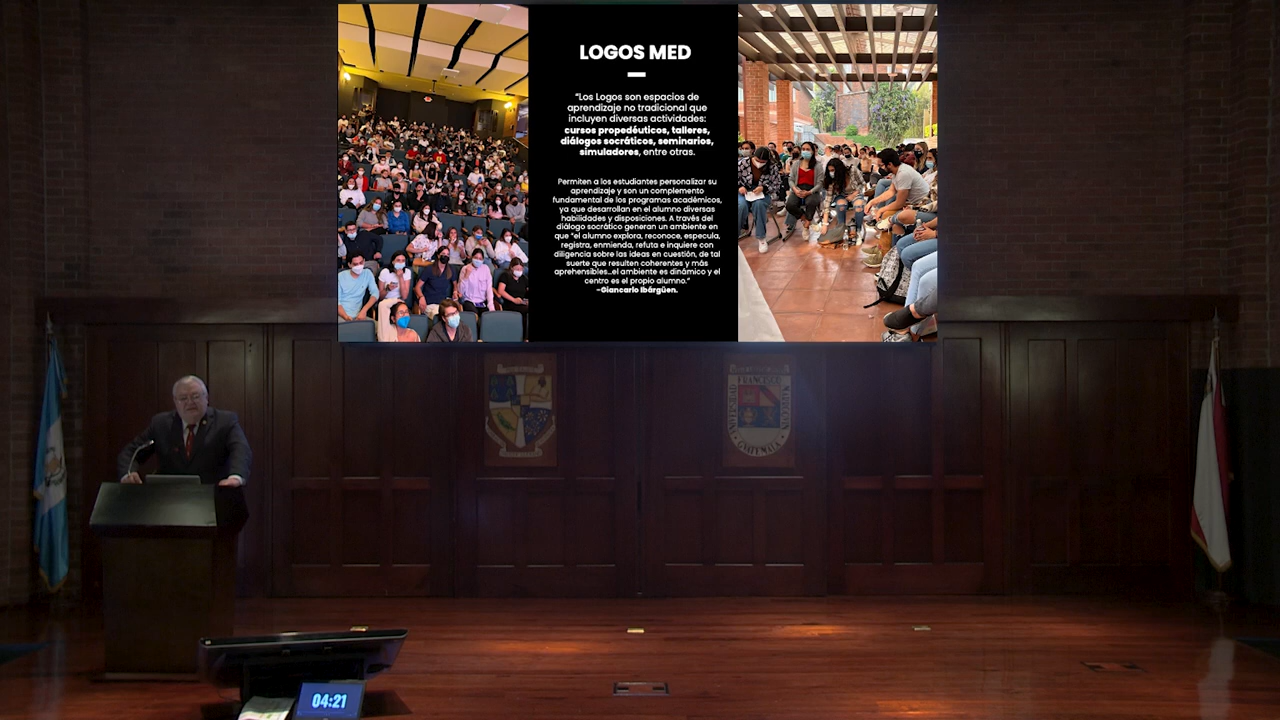 LOGOS MED
“Los Logos son espacios de
aprendizaje no tradicional que
incluyen diversas actividades:
cursos propedéuticos, talleres,
diálogos socráticos, seminarios,
simuladores, entre otras.
Permiten a los estudiantes personalizar su
aprendizaje y son un complemento
fundamental de los programas académicos,
ya que desarrollan en el alumno diversas
habilidades y disposiciones. A través del
diálogo socrático generan un ambiente en
que “el alumno explora, reconoce, especula,
registra, enmienda, refuta e inquiere con
diligencia sobre las ideas en cuestión, de tal
suerte que resulten coherentes y más
aprehensibles...el ambiente es dinámico y el
centro es el propio alumno.”
-Giancarlo Ibárgüen.
UNIVERSIDAD FRANCISCO MARROQUIN
GUATEMALA
04:21